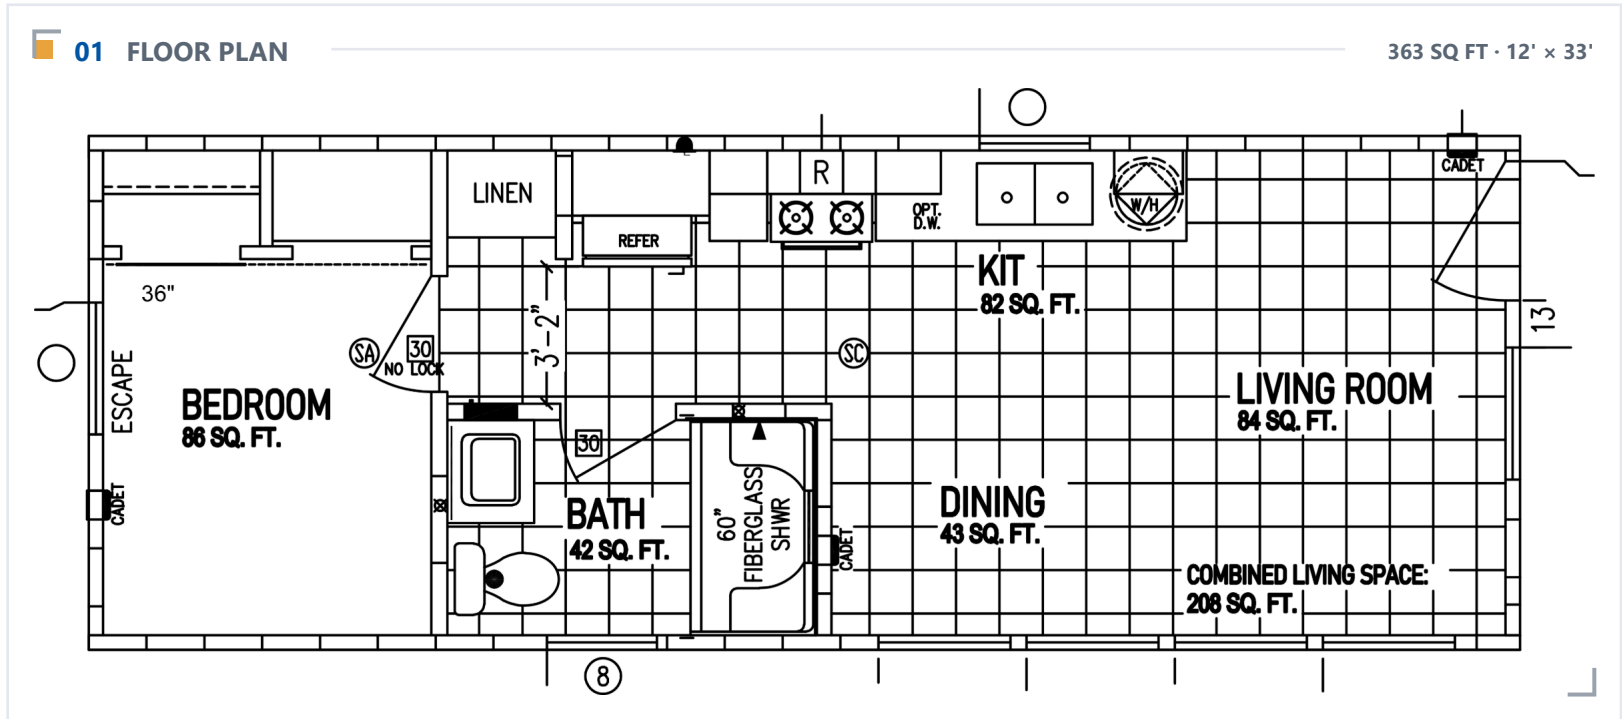 01 FLOOR PLAN
363 SQ FT · 12' × 33'
LINEN
R
OPT.
D.W.
W/H
CADET
REFER
KIT
82 SQ. FT.
36"
3'-2"
13
SA
30
NO LOCK
SC
ESCAPE
BEDROOM
86 SQ. FT.
LIVING ROOM
84 SQ. FT.
30
CADET
BATH
42 SQ. FT.
60"
FIBERGLASS
SHWR
CADET
DINING
43 SQ. FT.
COMBINED LIVING SPACE:
208 SQ. FT.
8